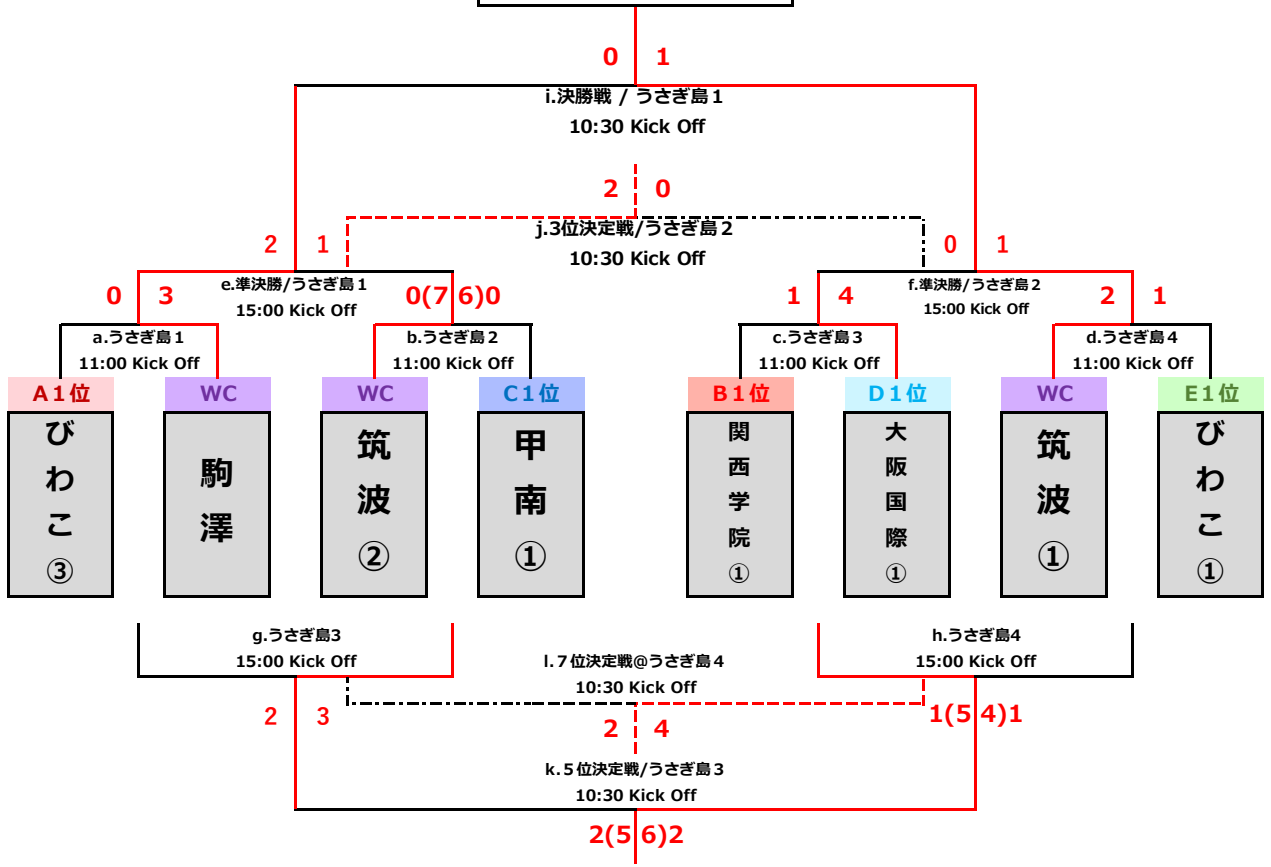 0 1
i.決勝戦 / うさぎ島1
10:30 Kick Off
2 0
j.3位決定戦/うさぎ島2
10:30 Kick Off
2 1
0 1
e.準決勝/うさぎ島1
15:00 Kick Off
f.準決勝/うさぎ島2
15:00 Kick Off
0 3
0(7 6)0
1 4
2 1
a.うさぎ島1
11:00 Kick Off
b.うさぎ島2
11:00 Kick Off
c.うさぎ島3
11:00 Kick Off
d.うさぎ島4
11:00 Kick Off
A1位
WC
WC
C1位
B1位
D1位
WC
E1位
びわこ③
駒澤
筑波②
甲南①
関西学院①
大阪国際①
筑波①
びわこ①
g.うさぎ島3
15:00 Kick Off
h.うさぎ島4
15:00 Kick Off
l.7位決定戦@うさぎ島4
10:30 Kick Off
2 3
1(5 4)1
2 4
k.5位決定戦/うさぎ島3
10:30 Kick Off
2(5 6)2